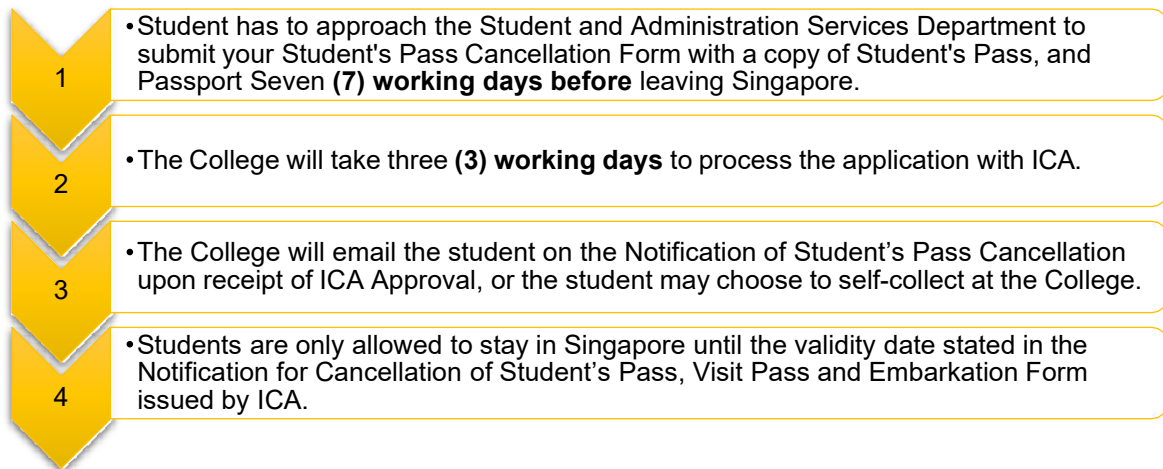 1
•Student has to approach the Student and Administration Services Department to
submit your Student's Pass Cancellation Form with a copy of Student's Pass, and
Passport Seven (7) working days before leaving Singapore.
2
•The College will take three (3) working days to process the application with ICA.
3
•The College will email the student on the Notification of Student’s Pass Cancellation
upon receipt of ICA Approval, or the student may choose to self-collect at the College.
4
•Students are only allowed to stay in Singapore until the validity date stated in the
Notification for Cancellation of Student’s Pass, Visit Pass and Embarkation Form
issued by ICA.